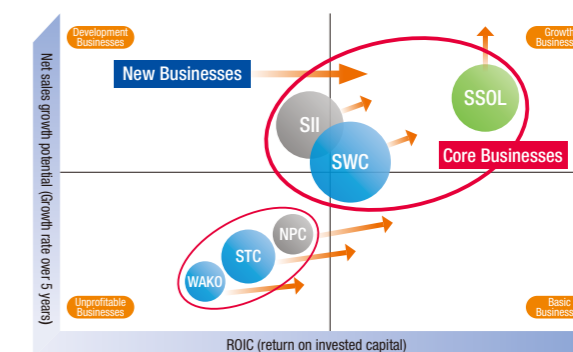 Development
Businesses
Growth
Business
New Businesses
SSOL
SII
SWC
Core Businesses
Net sales growth potential (Growth rate over 5 years)
NPC
STC
WAKO
Unprofitable
Businesses
Basic
Business
ROIC (return on invested capital)